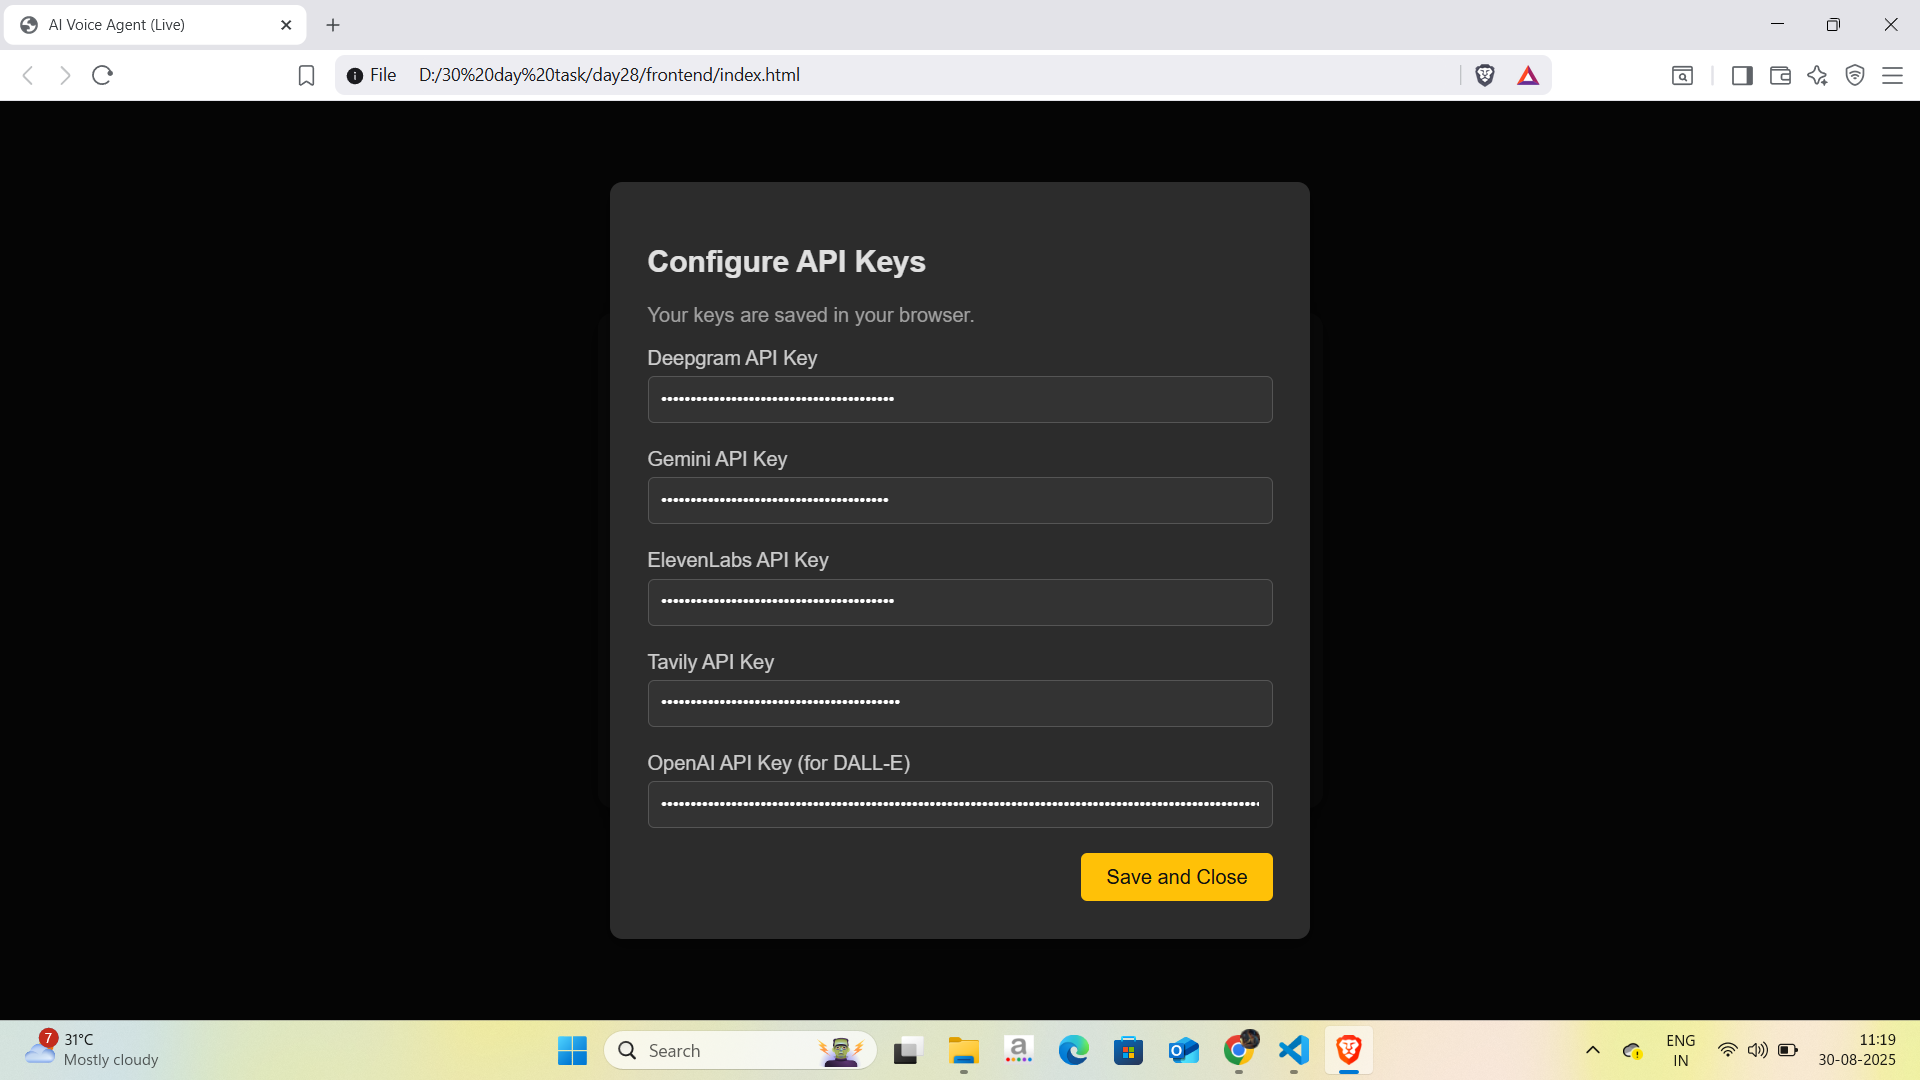 AI Voice Agent (Live)
File D:/30%20day%20task/day28/frontend/index.html
Configure API Keys
Your keys are saved in your browser.
Deepgram API Key
••••••••••••••••••••••••••••••••••••••••
Gemini API Key
•••••••••••••••••••••••••••••••••••••••
ElevenLabs API Key
••••••••••••••••••••••••••••••••••••••••
Tavily API Key
•••••••••••••••••••••••••••••••••••••••••
OpenAI API Key (for DALL-E)
Save and Close
7
31°C
Mostly cloudy
Search
a
ENG
IN
11:19
30-08-2025